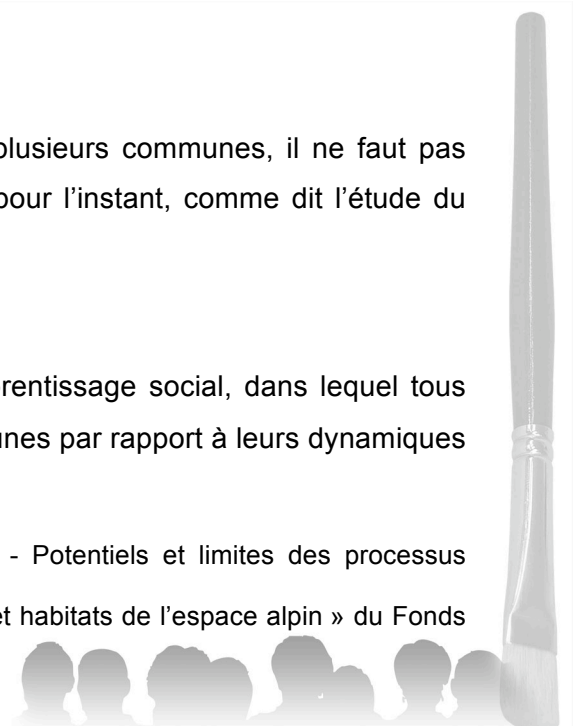 plusieurs communes, il ne faut pas
pour l’instant, comme dit l’étude du
rentissage social, dans lequel tous
unes par rapport à leurs dynamiques
- Potentiels et limites des processus
et habitats de l’espace alpin » du Fonds